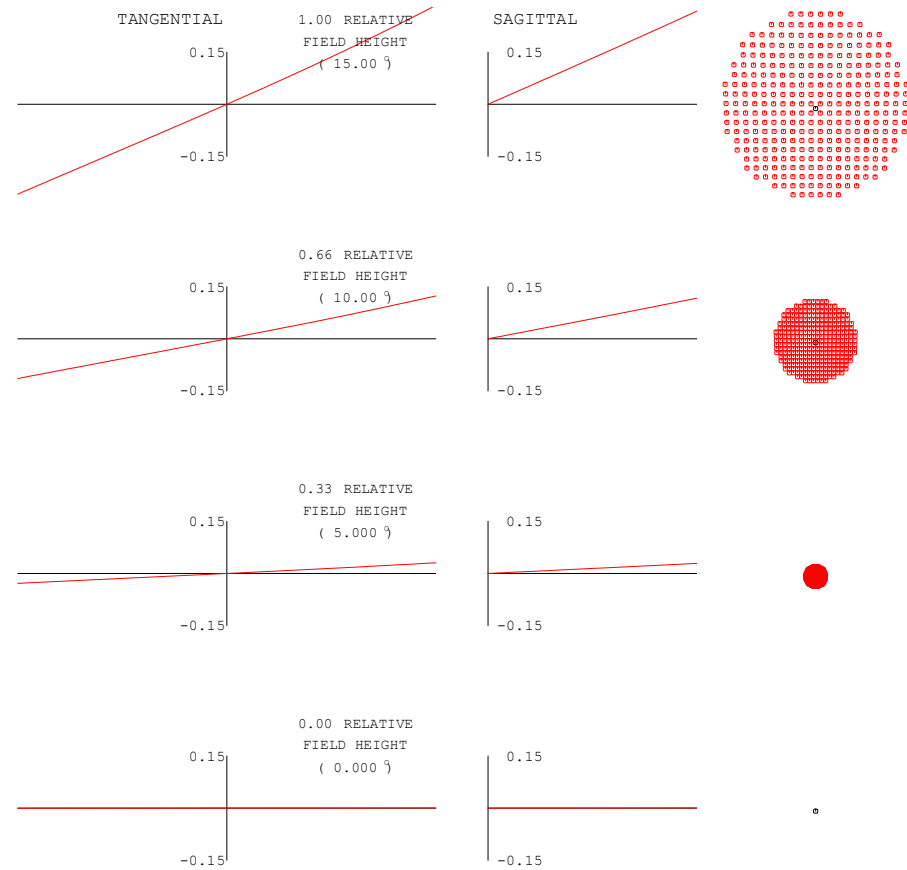 TANGENTIAL
1.00 RELATIVE
FIELD HEIGHT
( 15.00 º)
SAGITTAL
0.15
-0.15
0.15
-0.15
0.66 RELATIVE
FIELD HEIGHT
( 10.00 º)
0.15
-0.15
0.15
-0.15
0.33 RELATIVE
FIELD HEIGHT
( 5.000 º)
0.15
-0.15
0.15
-0.15
0.00 RELATIVE
FIELD HEIGHT
( 0.000 º)
0.15
-0.15
0.15
-0.15